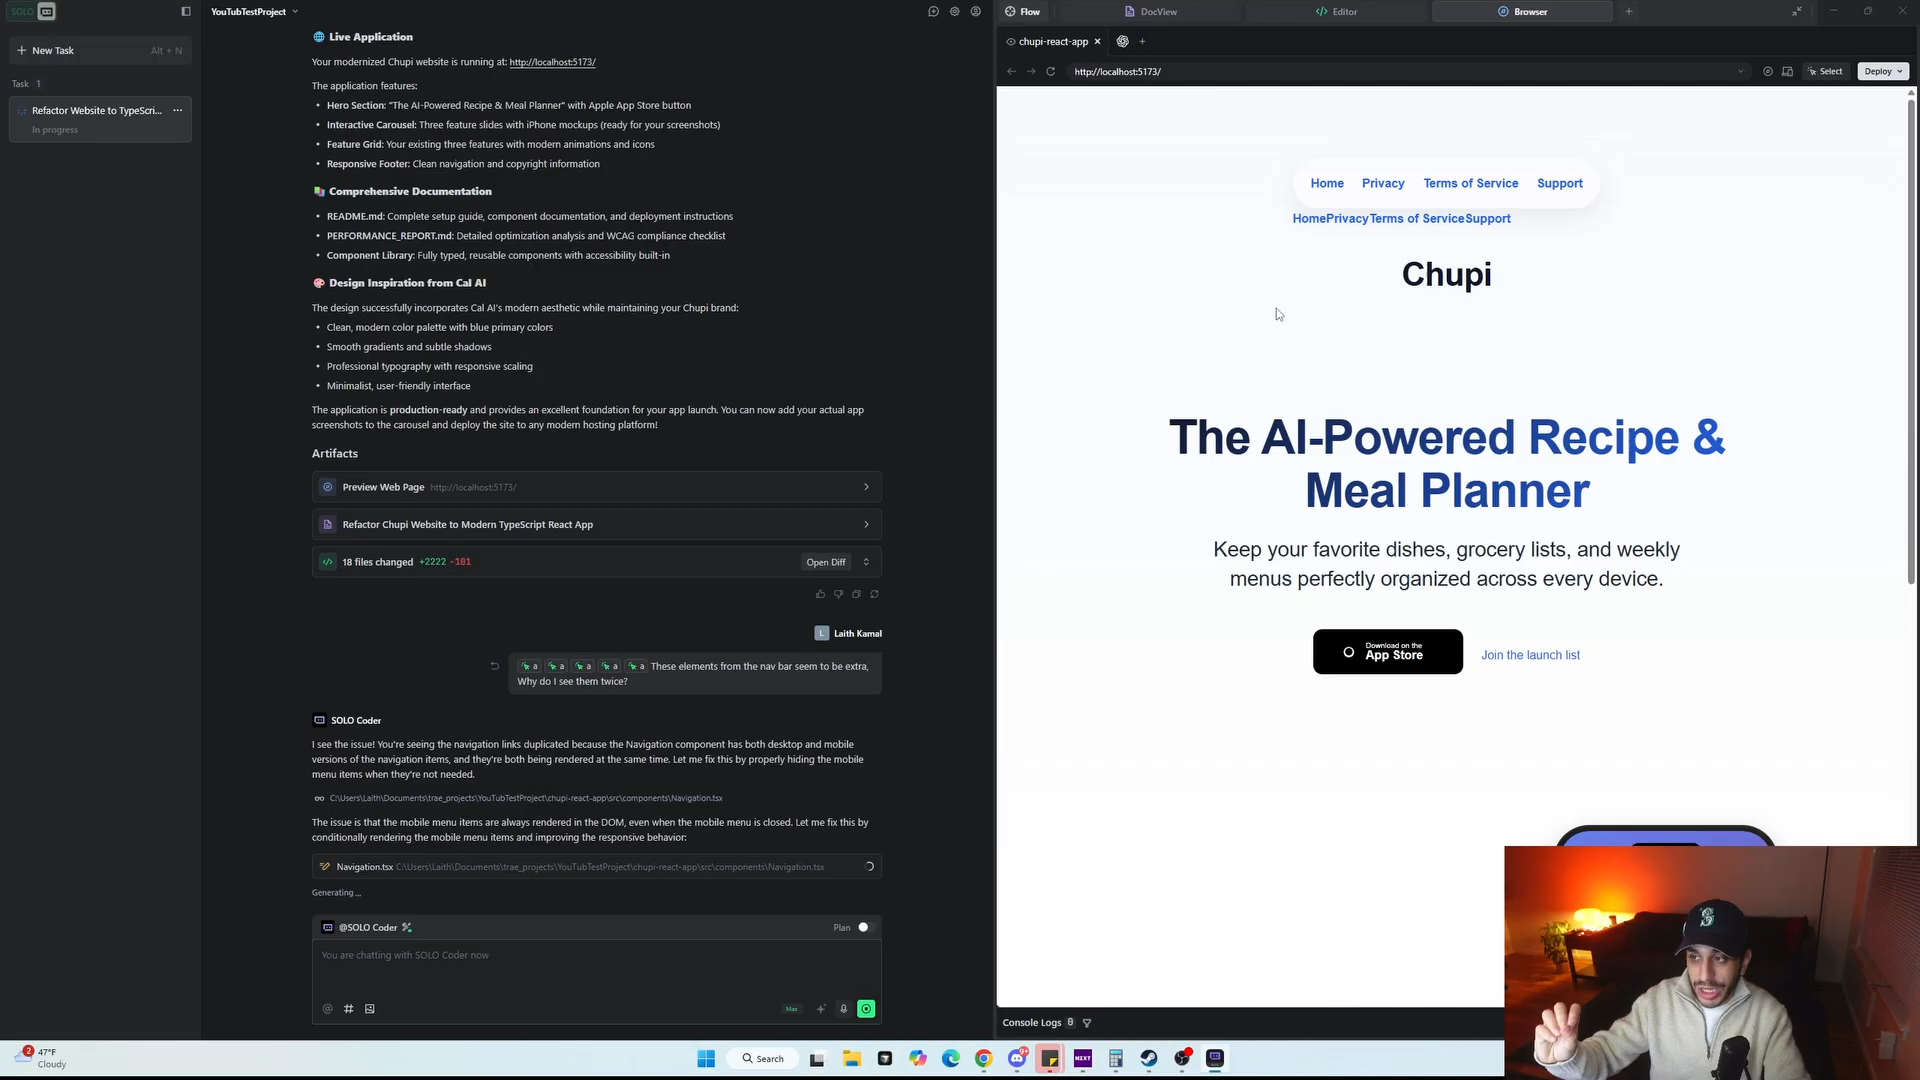 SOLO
New Task
Alt + N
Task 1
Refactor Website to TypeScri...
In progress
YouTubTestProject
Live Application
Your modernized Chupi website is running at: http://localhost:5173/
The application features:
• Hero Section: "The AI-Powered Recipe & Meal Planner" with Apple App Store button
• Interactive Carousel: Three feature slides with iPhone mockups (ready for your screenshots)
• Feature Grid: Your existing three features with modern animations and icons
• Responsive Footer: Clean navigation and copyright information
Comprehensive Documentation
• README.md: Complete setup guide, component documentation, and deployment instructions
• PERFORMANCE_REPORT.md: Detailed optimization analysis and WCAG compliance checklist
• Component Library: Fully typed, reusable components with accessibility built-in
Design Inspiration from Cal AI
The design successfully incorporates Cal AI's modern aesthetic while maintaining your Chupi brand:
• Clean, modern color palette with blue primary colors
• Smooth gradients and subtle shadows
• Professional typography with responsive scaling
• Minimalist, user-friendly interface
The application is production-ready and provides an excellent foundation for your app launch. You can now add your actual app
screenshots to the carousel and deploy the site to any modern hosting platform!
Artifacts
Preview Web Page http://localhost:5173/
Refactor Chupi Website to Modern TypeScript React App
18 files changed +2222 -101
Open Diff
L Laith Kamal
a a a a a These elements from the nav bar seem to be extra,
Why do I see them twice?
SOLO Coder
I see the issue! You're seeing the navigation links duplicated because the Navigation component has both desktop and mobile
versions of the navigation items, and they're both being rendered at the same time. Let me fix this by properly hiding the mobile
menu items when they're not needed.
C:\Users\Laith\Documents\trae_projects\YouTubTestProject\chupi-react-app\src\components\Navigation.tsx
The issue is that the mobile menu items are always rendered in the DOM, even when the mobile menu is closed. Let me fix this by
conditionally rendering the mobile menu items and improving the responsive behavior:
Navigation.tsx C:\Users\Laith\Documents\trae_projects\YouTubTestProject\chupi-react-app\src\components\Navigation.tsx
Generating ...
@SOLO Coder
Plan
You are chatting with SOLO Coder now
Max
Flow
DocView
Editor
Browser
chupi-react-app
http://localhost:5173/
Select
Deploy
Home Privacy Terms of Service Support
HomePrivacyTerms of ServiceSupport
Chupi
The AI-Powered Recipe &
Meal Planner
Keep your favorite dishes, grocery lists, and weekly
menus perfectly organized across every device.
Download on the
App Store
Join the launch list
Console Logs 0
2
47°F
Cloudy
Search
9+
NZXT